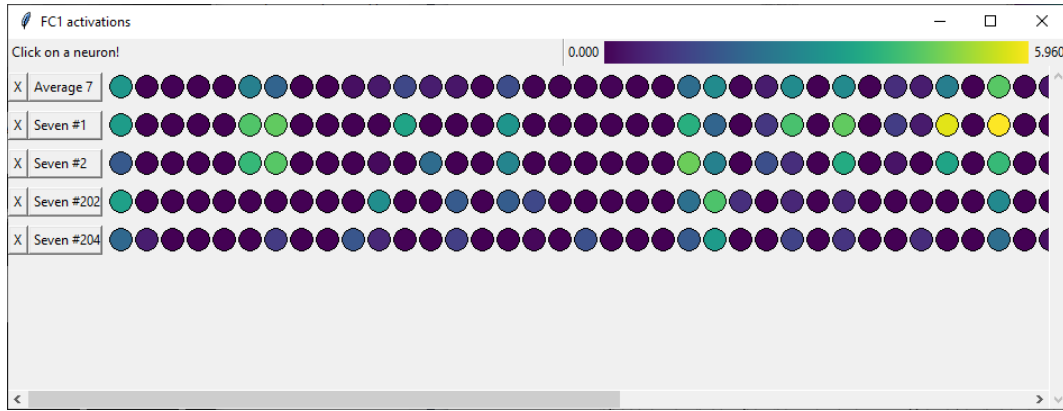 FC1 activations
Click on a neuron! 0.000 5.960
X Average 7
X Seven #1
X Seven #2
X Seven #202
X Seven #204